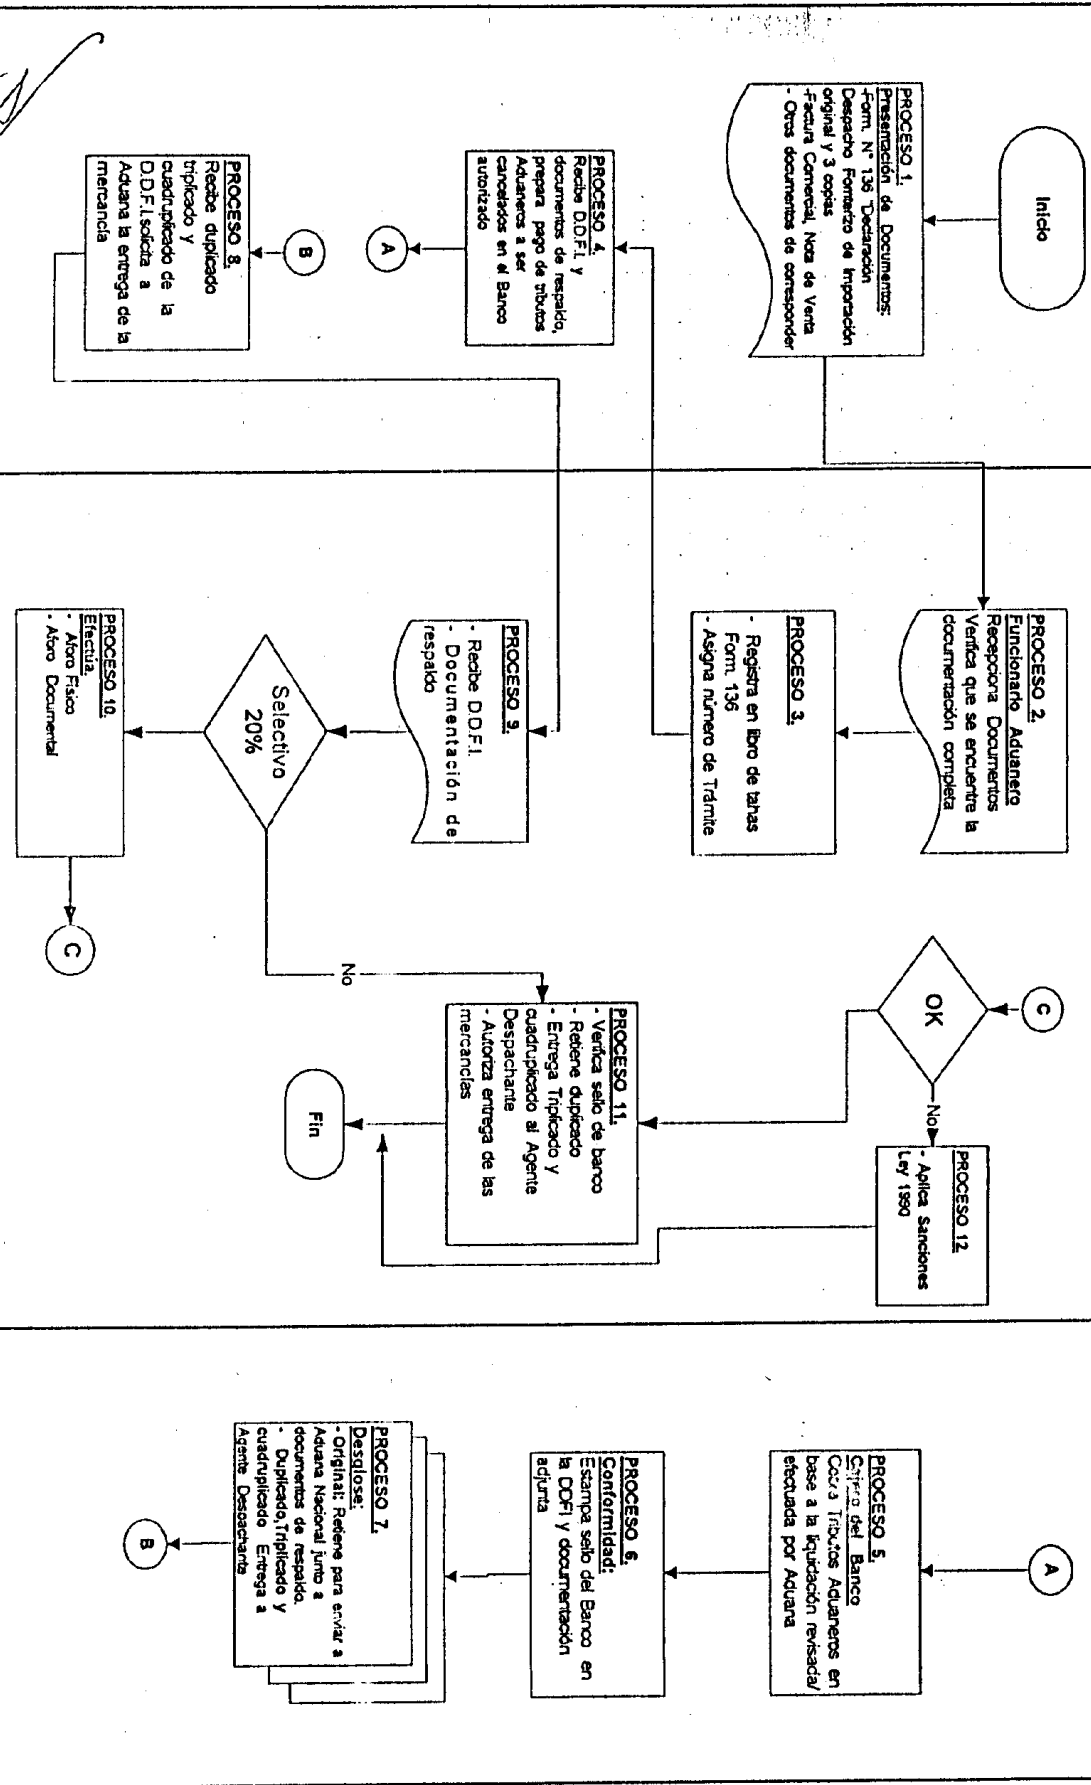 Inicio
PROCESO 1.
Presentación de Documentos:
-Form. N° 136 "Declaración
Despacho Fronterizo de Importación
original y 3 copias
-Factura Comercial, Nota de Venta
- Otros documentos de corresponder
PROCESO 4.
Recibe D.D.F.I. y
documentos de respaldo,
prepara pago de tributos
Aduaneros a ser
cancelados en el Banco
autorizado
A
B
PROCESO 8.
Recibe duplicado
triplicado y
cuadruplicado de la
D.D.F.I.solicita a
Aduana la entrega de la
mercancía
PROCESO 2.
Funcionario Aduanero
Recepciona Documentos
Verifica que se encuentre la
documentación completa
PROCESO 3.
- Registra en libro de tahas
Form. 136
- Asigna número de Trámite
PROCESO 9.
- Recibe D.D.F.I.
- Documentación de
respaldo
Selectivo
20%
PROCESO 10.
Efectúa.
- Aforo Físico
- Aforo Documental
C
No
C
OK
No
PROCESO 12.
- Aplica Sanciones
Ley 1990
PROCESO 11.
- Verifica sello de banco
- Retiene duplicado
- Entrega Triplicado y
cuadruplicado al Agente
Despachante
- Autoriza entrega de las
mercancías
Fin
A
PROCESO 5.
Cajero del Banco
Cobra Tributos Aduaneros en
base a la liquidación revisada/
efectuada por Aduana
PROCESO 6.
Conformidad:
Estampa sello del Banco en
la DDFI y documentación
adjunta
PROCESO 7.
Desglose:
- Original: Retiene para enviar a
Aduana Nacional junto a
documentos de respaldo.
- Duplicado,Triplicado y
cuadruplicado Entrega a
Agente Despachante
B